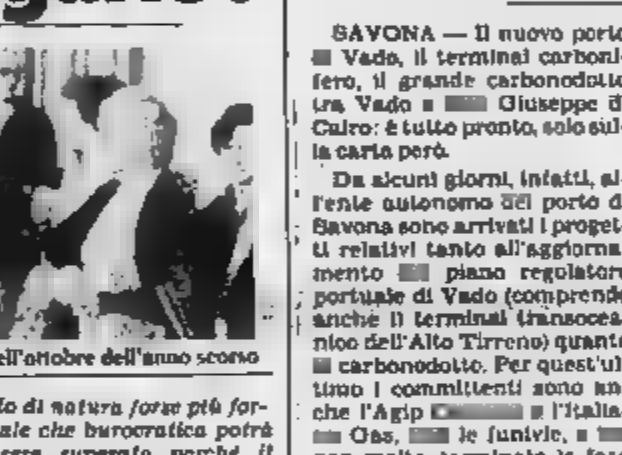 ell'ottobre dell'anno scorso
di natura forse più for-
ale che burocratica potrà
SAVONA — Il nuovo porto
Vado, il terminal carboni-
fero, il grande carbonodotto
tra Vado e Giuseppe di
Cairo: è tutto pronto, solo sul-
la carta però.
Da alcuni giorni, infatti, al-
l'ente autonomo del porto di
Savona sono arrivati i proget-
ti relativi tanto all'aggiorna
mento piano regolatore
portuale di Vado (comprende
anche il terminal transocea-
nico dell'Alto Tirreno) quanto
carbonodotto. Per quest'ul
timo i committenti sono an
che l'Agip e l'Italia
Gas, le funivie, e